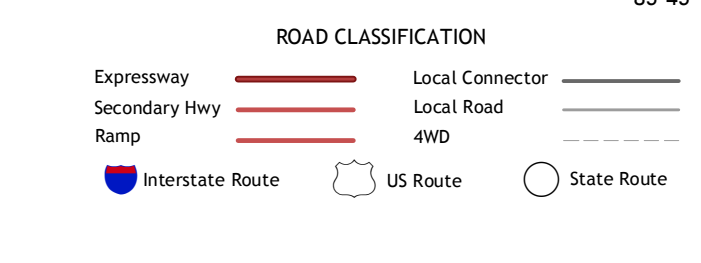 ROAD CLASSIFICATION
Expressway
Local Connector
Secondary Hwy
Local Road
Ramp
4WD
Interstate Route
US Route
State Route